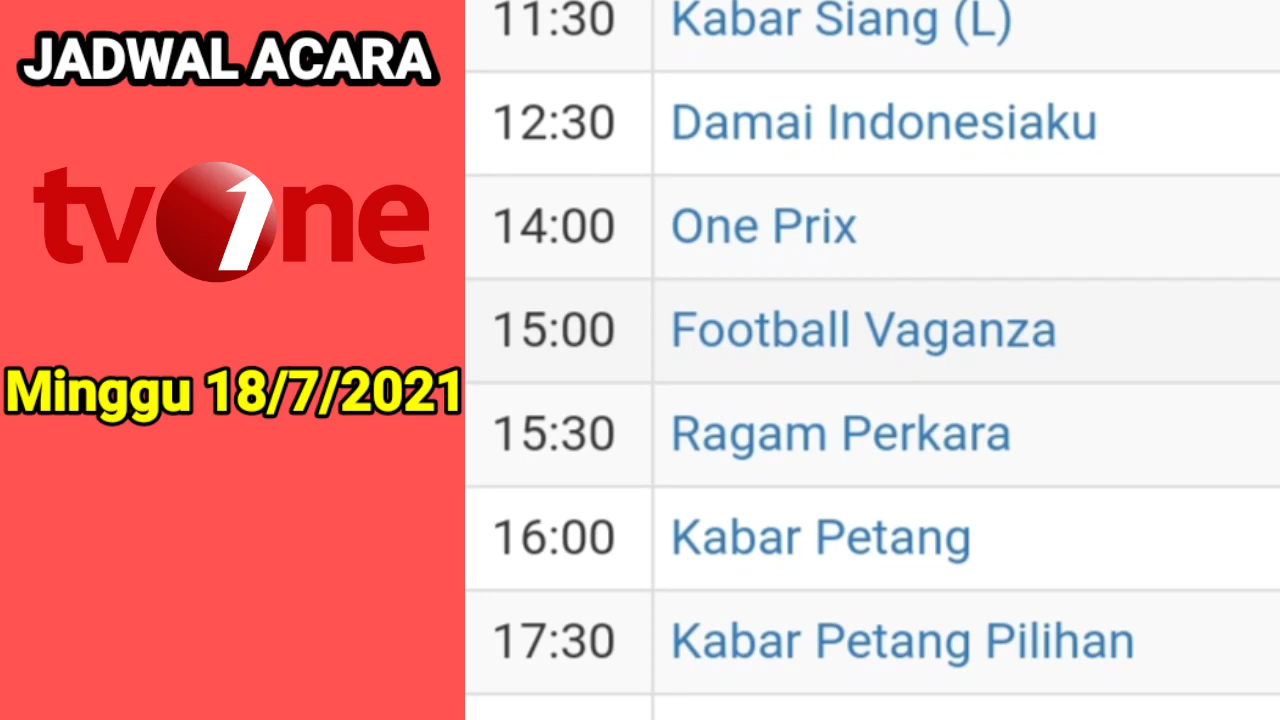 JADWAL ACARA
tvOne
Minggu 18/7/2021
11:30 Kabar Siang (L)
12:30 Damai Indonesiaku
14:00 One Prix
15:00 Football Vaganza
15:30 Ragam Perkara
16:00 Kabar Petang
17:30 Kabar Petang Pilihan